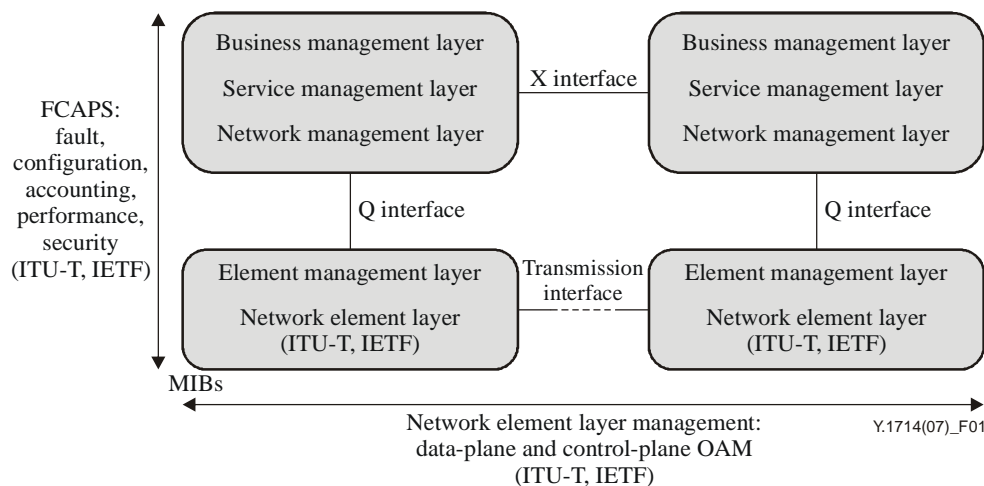 Business management layer
Service management layer
Network management layer
X interface
Business management layer
Service management layer
Network management layer
FCAPS:
fault,
configuration,
accounting,
performance,
security
(ITU-T, IETF)
Q interface
Q interface
Element management layer
Network element layer
(ITU-T, IETF)
Transmission
interface
Element management layer
Network element layer
(ITU-T, IETF)
MIBs
Network element layer management:
data-plane and control-plane OAM
(ITU-T, IETF)
Y.1714(07)_F01